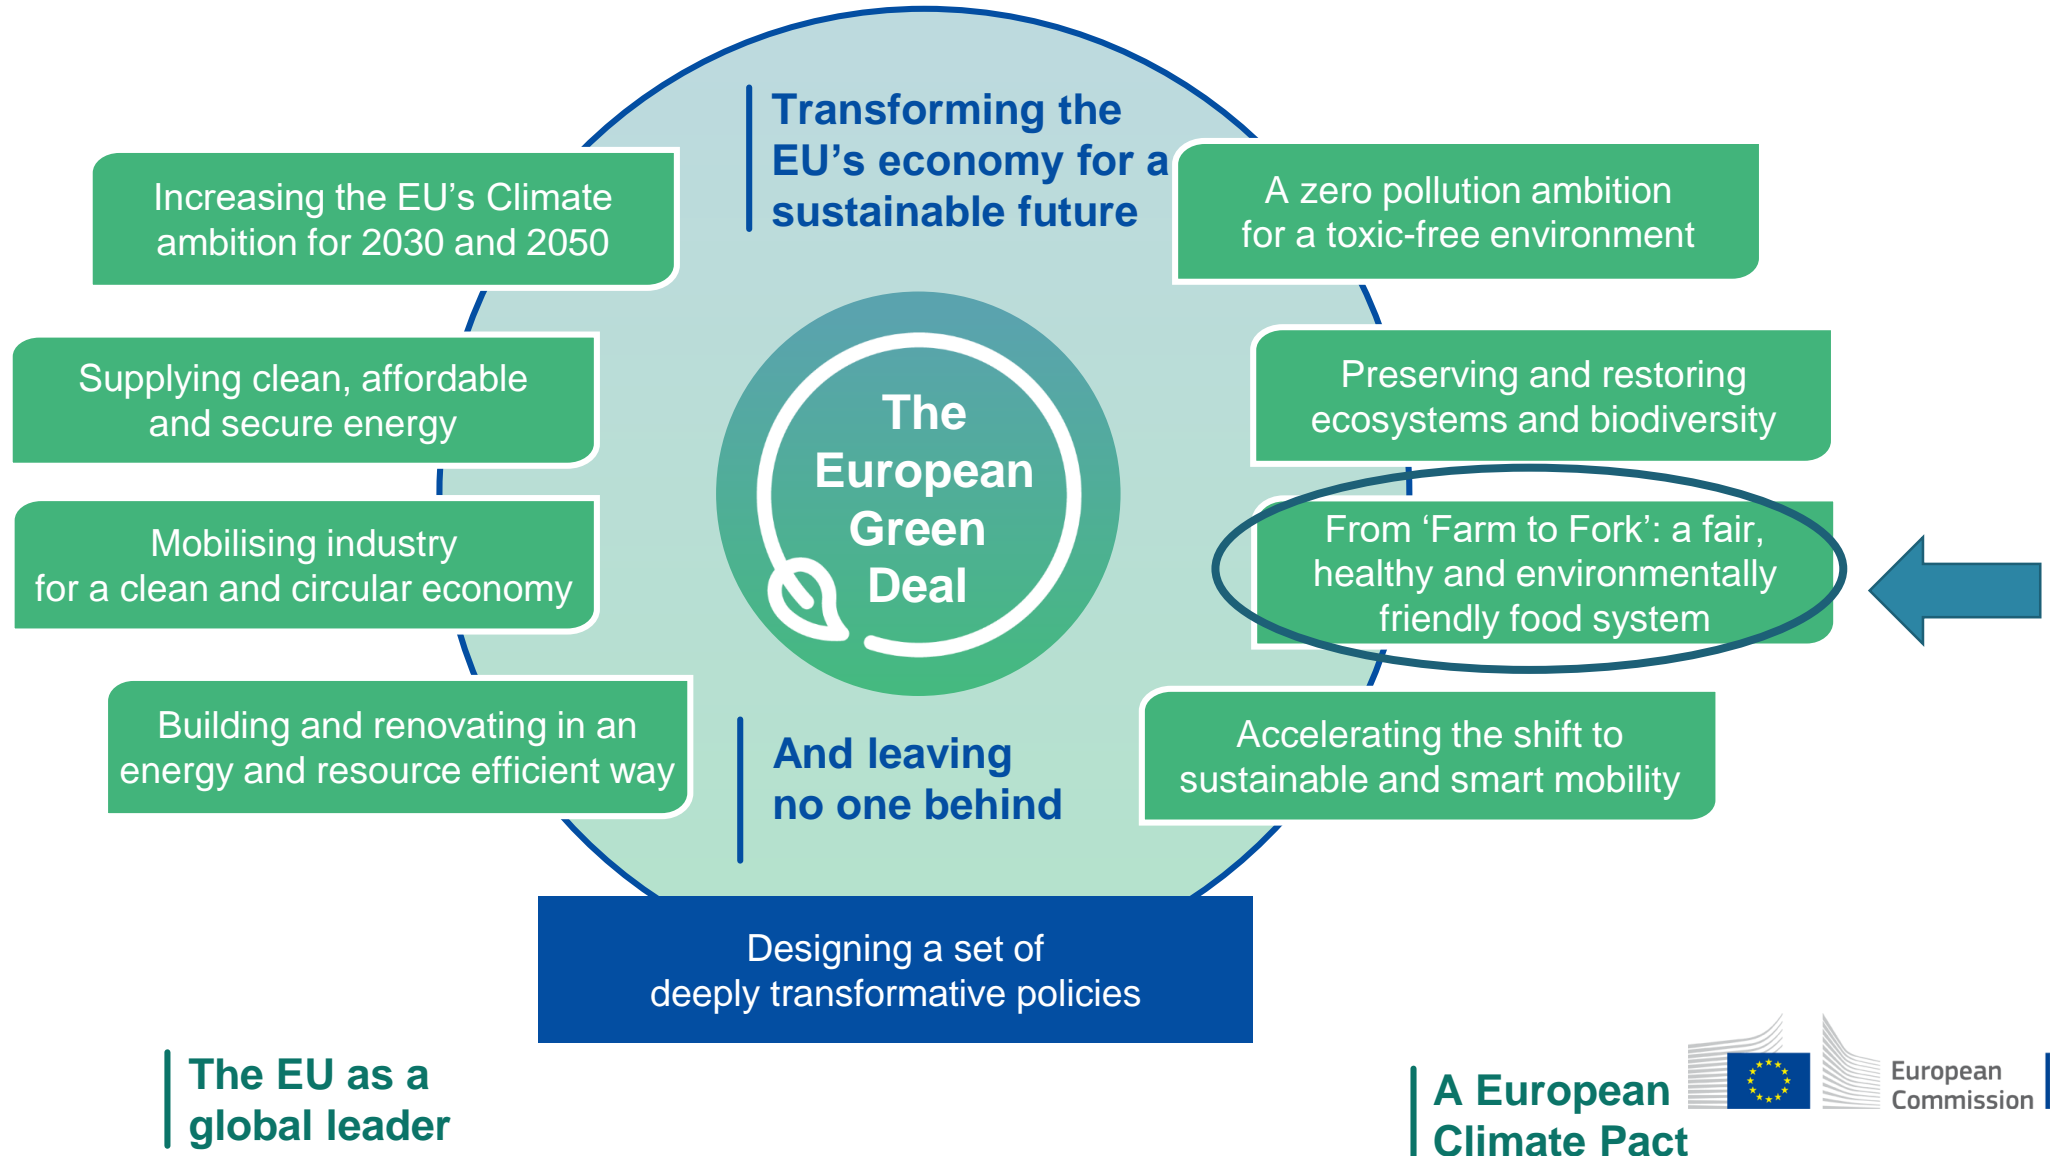 Transforming the
EU’s economy for a
sustainable future
Increasing the EU’s Climate
ambition for 2030 and 2050
Supplying clean, affordable
and secure energy
Mobilising industry
for a clean and circular economy
Building and renovating in an
energy and resource efficient way
The
European
Green
Deal
A zero pollution ambition
for a toxic-free environment
Preserving and restoring
ecosystems and biodiversity
From ‘Farm to Fork’: a fair,
healthy and environmentally
friendly food system
Accelerating the shift to
sustainable and smart mobility
And leaving
no one behind
Designing a set of
deeply transformative policies
The EU as a
global leader
A European
Climate Pact
European
Commission